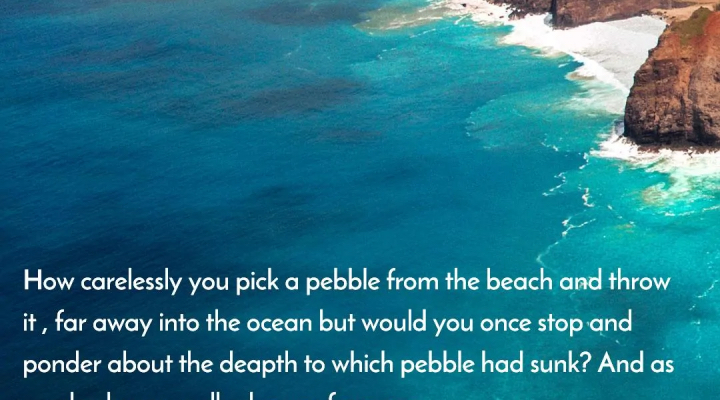 How carelessly you pick a pebble from the beach and throw
it , far away into the ocean but would you once stop and
ponder about the deapth to which pebble had sunk? And as